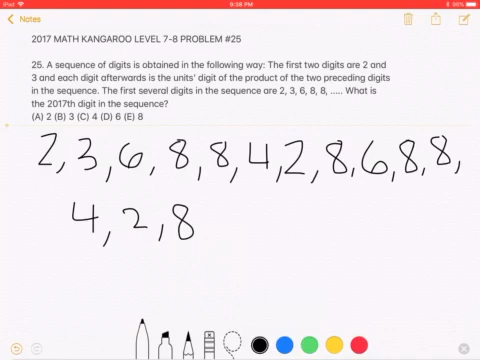 iPad
9:38 PM
96%
Notes
2017 MATH KANGAROO LEVEL 7-8 PROBLEM #25
25. A sequence of digits is obtained in the following way: The first two digits are 2 and
3 and each digit afterwards is the units' digit of the product of the two preceding digits
in the sequence. The first several digits in the sequence are 2, 3, 6, 8, 8, ..... What is
the 2017th digit in the sequence?
(A) 2 (B) 3 (C) 4 (D) 6 (E) 8
2, 3, 6, 8, 8, 4, 2, 8, 6, 8, 8,
4, 2, 8